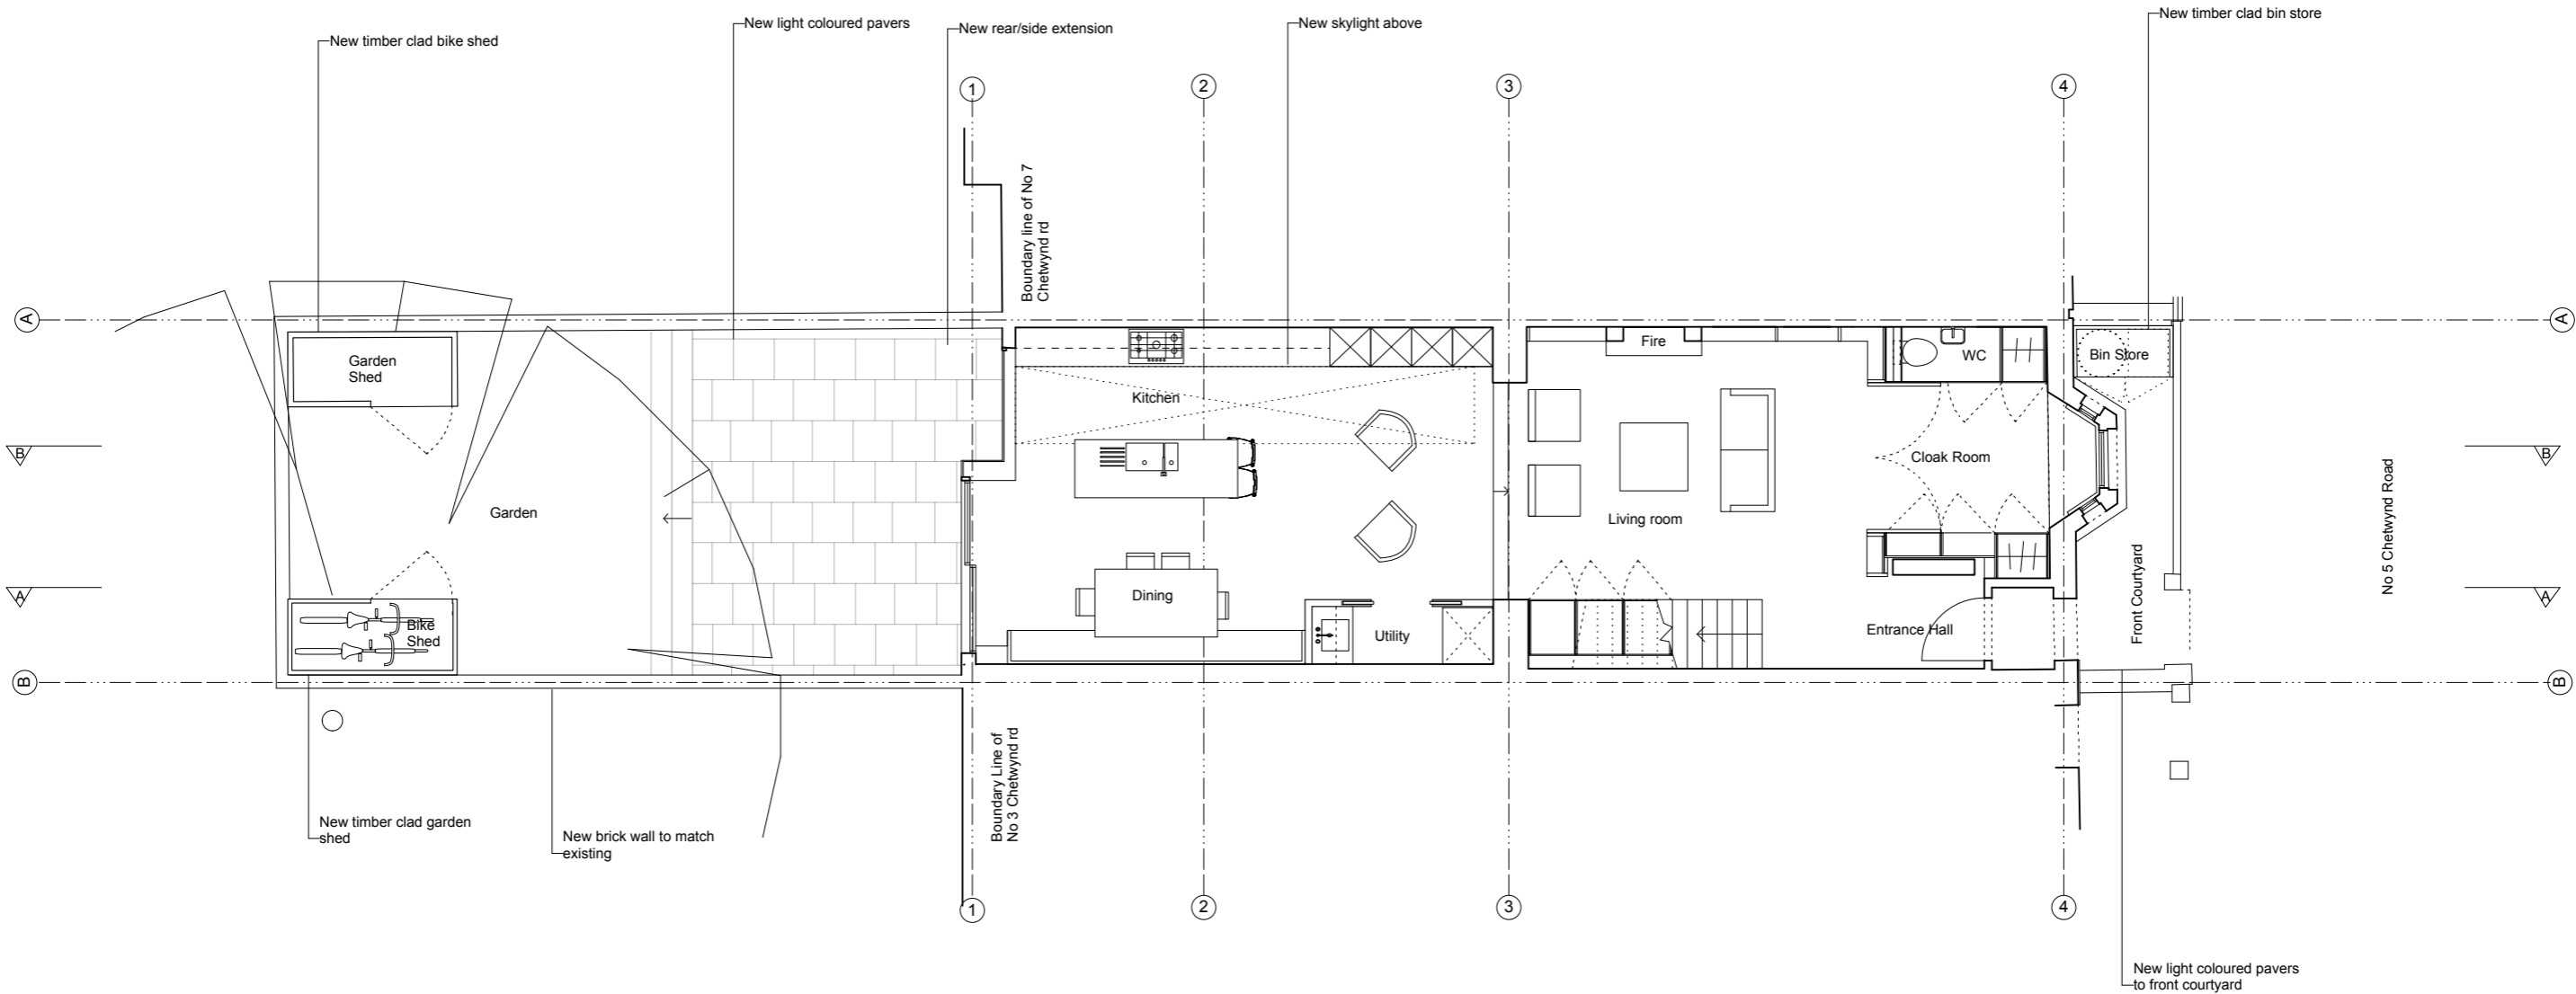 New timber clad bin store
New light coloured pavers
New skylight above
New rear/side extension
New timber clad bike shed
1
2
3
4
Boundary line of No 7
Chetwynd rd
A
A
Garden
Shed
Fire
WC
Bin Store
Kitchen
B
B
Cloak Room
Garden
Living room
No 5 Chetwynd Road
A
A
Dining
Front Courtyard
Bike
Shed
Utility
Entrance Hall
B
B
Boundary Line of
No 3 Chetwynd rd
New timber clad garden
shed
New brick wall to match
existing
1
2
3
4
New light coloured pavers
to front courtyard